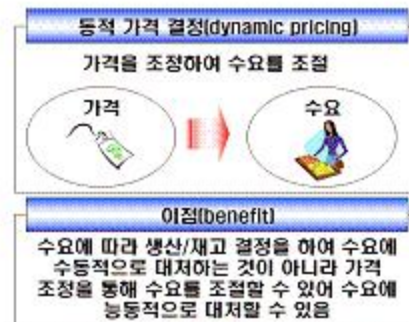 동적 가격 결정(dynamic pricing)
가격을 조정하여 수요를 조절
가격
수요
이점(benefit)
수요에 따라 생산/재고 결정을 하여 수요에
수동적으로 대저하는 것이 아니라 가격
조정을 통해 수요를 조절할 수 있어 수요에
능동적으로 대처할 수 있음